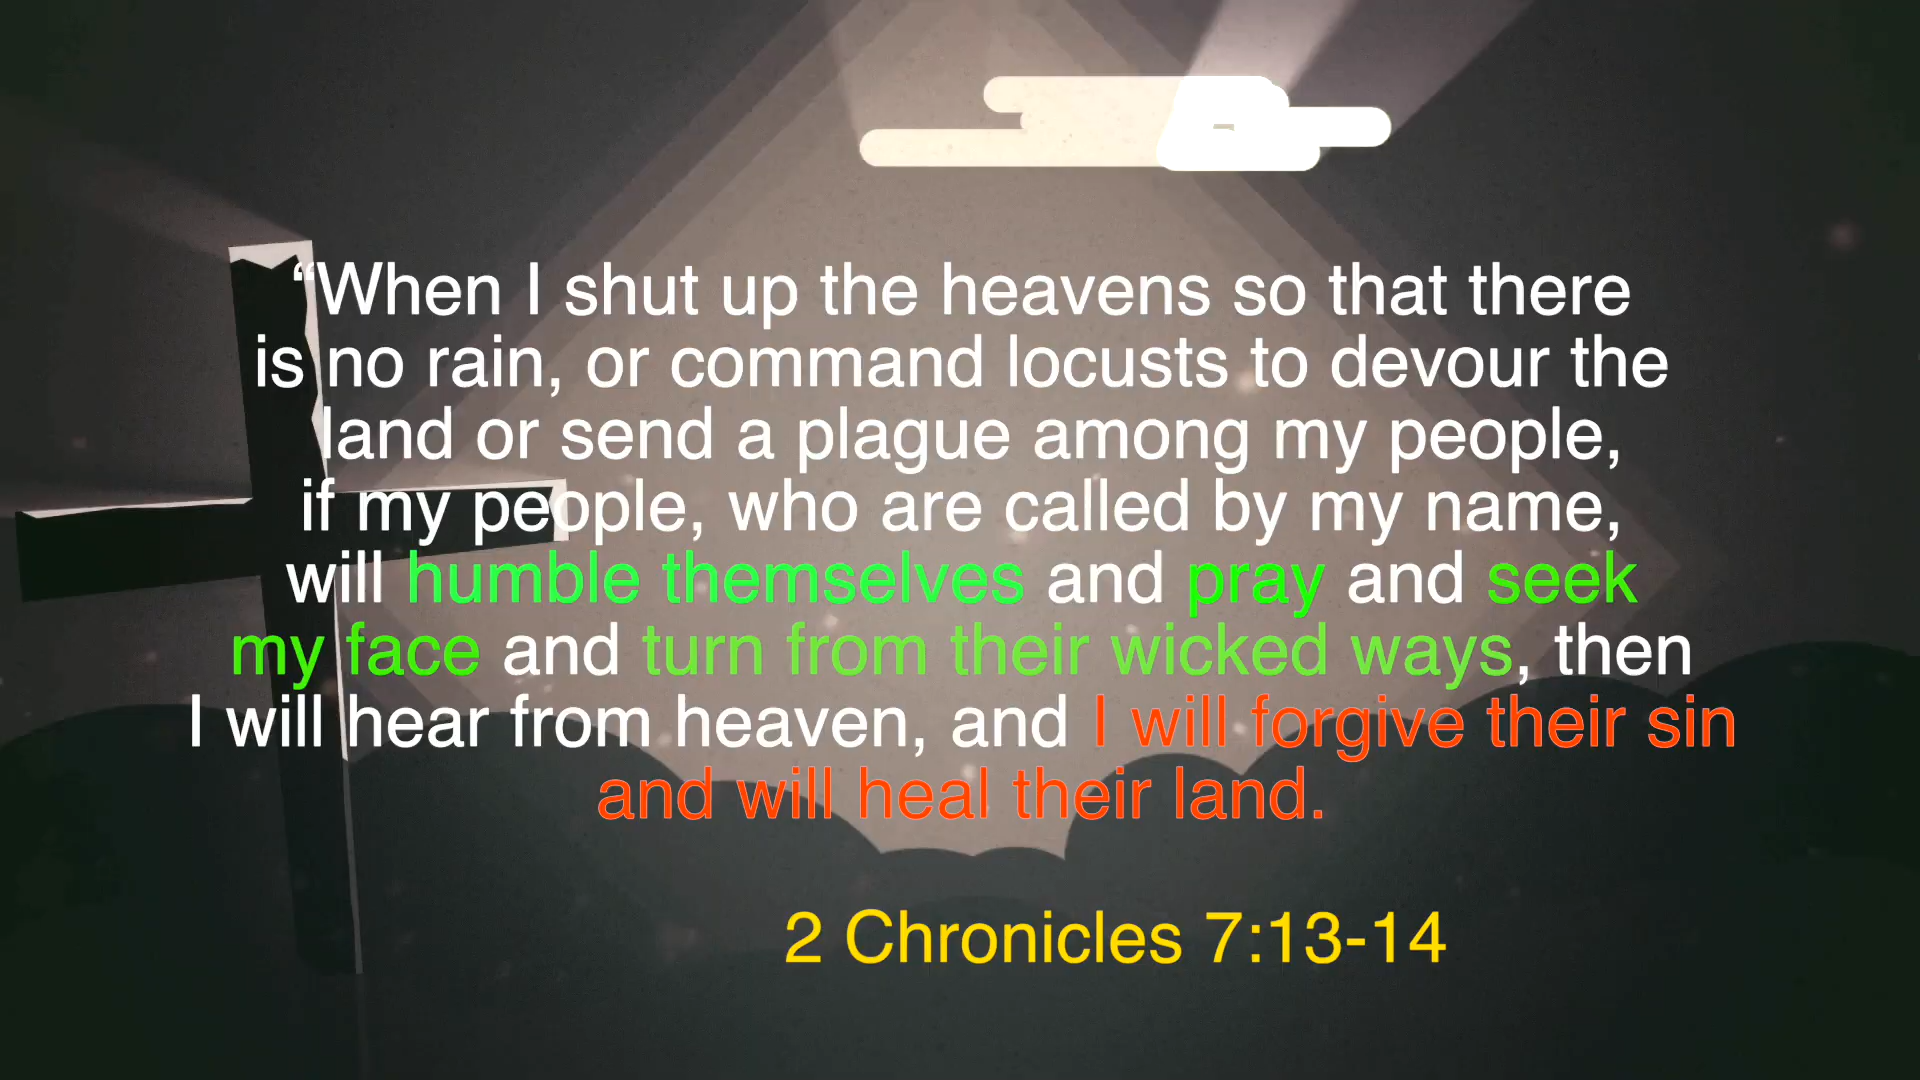 “When I shut up the heavens so that there
is no rain, or command locusts to devour the
land or send a plague among my people,
if my people, who are called by my name,
will humble themselves and pray and seek
my face and turn from their wicked ways, then
I will hear from heaven, and I will forgive their sin
and will heal their land.
2 Chronicles 7:13-14